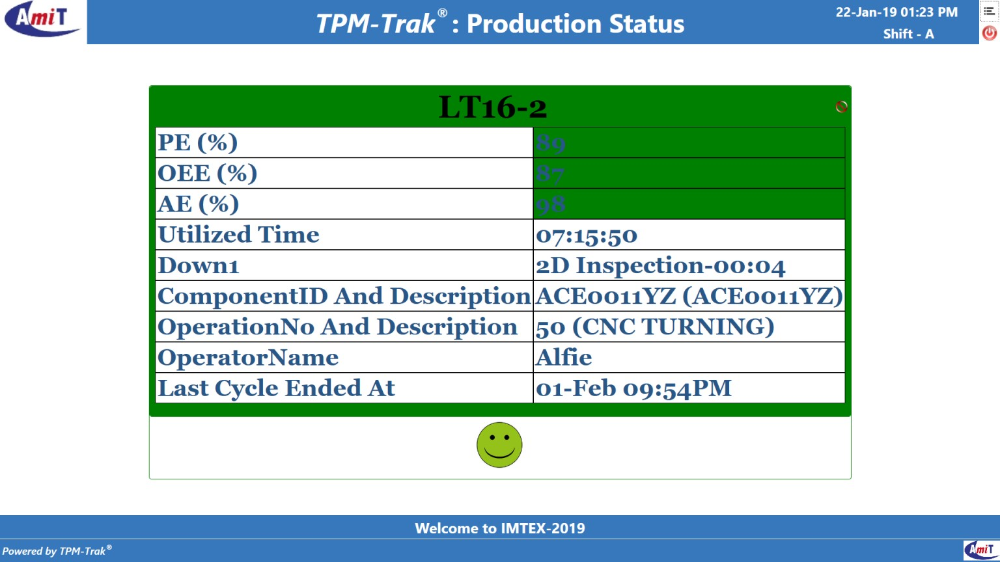 AmiT
TPM-Trak® : Production Status
22-Jan-19 01:23 PM
Shift - A
LT16-2
PE (%) 89
OEE (%) 87
AE (%) 98
Utilized Time 07:15:50
Down1 2D Inspection-00:04
ComponentID And Description ACE0011YZ (ACE0011YZ)
OperationNo And Description 50 (CNC TURNING)
OperatorName Alfie
Last Cycle Ended At 01-Feb 09:54PM
Welcome to IMTEX-2019
Powered by TPM-Trak®
AmiT